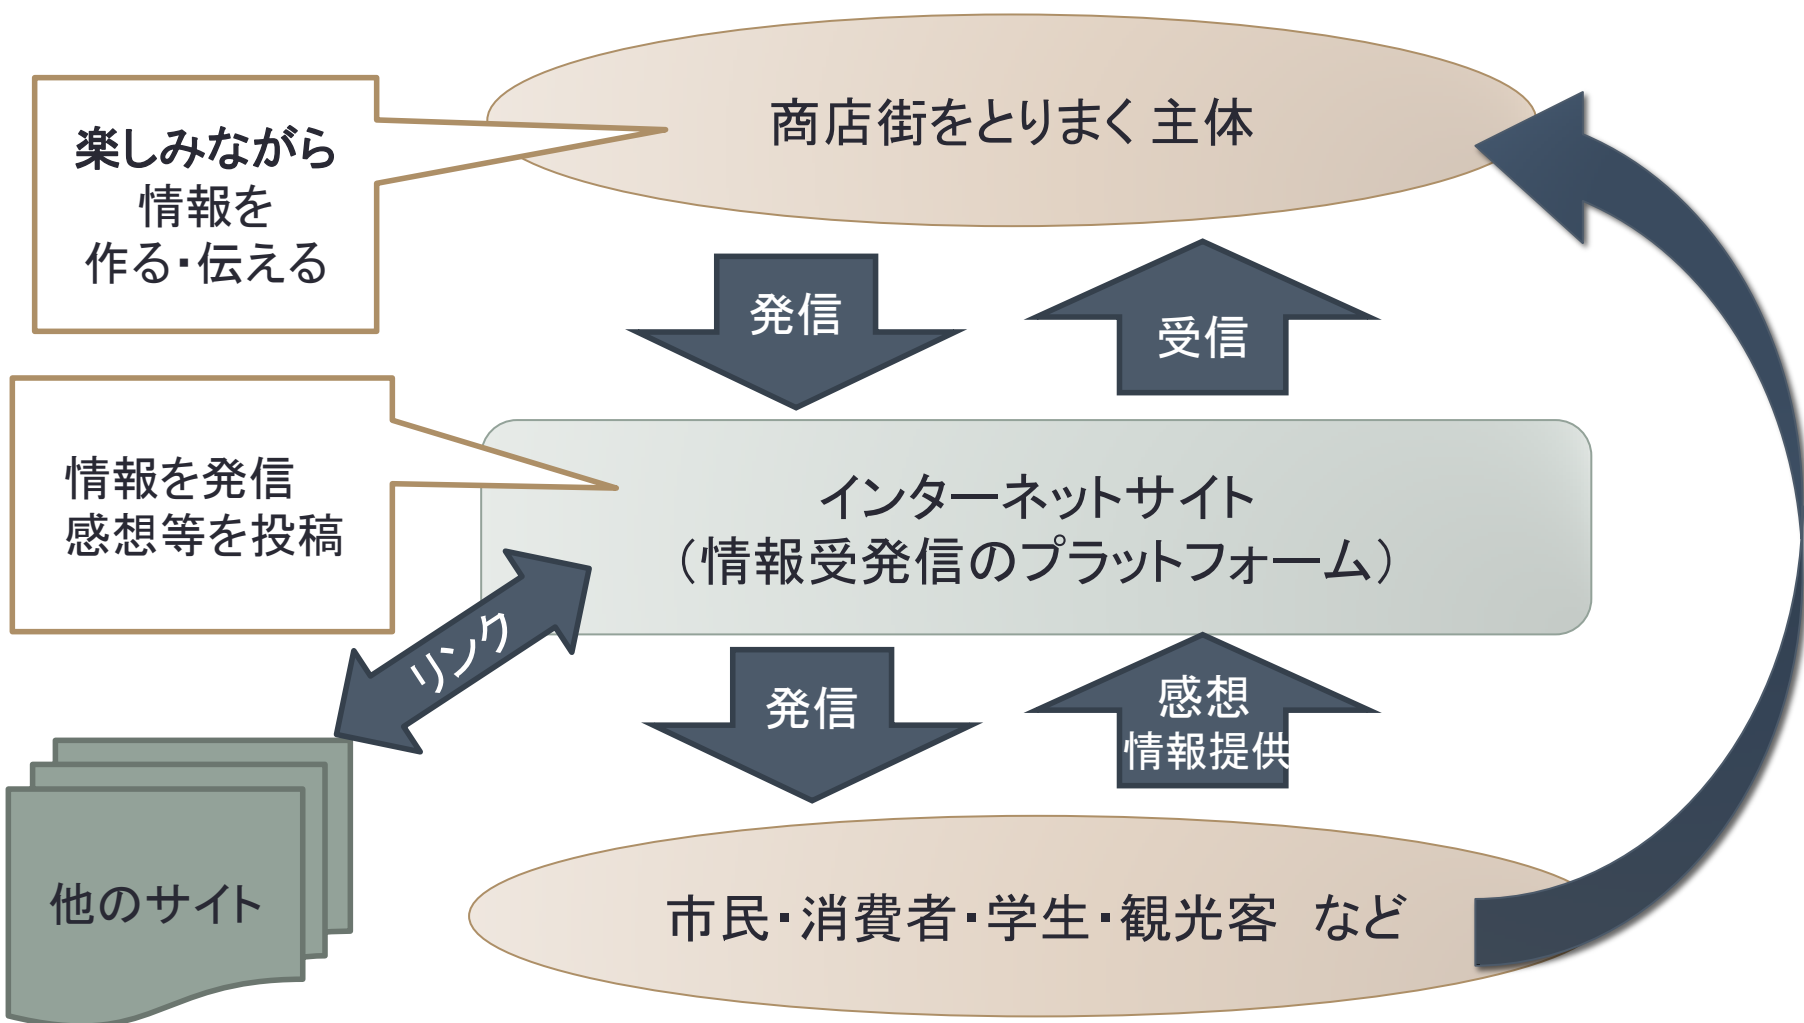 商店街をとりまく主体
楽しみながら
情報を
作る・伝える
発信
受信
情報を発信
感想等を投稿
インターネットサイト
（情報受発信のプラットフォーム）
リンク
発信
感想
情報提供
他のサイト
市民・消費者・学生・観光客　など